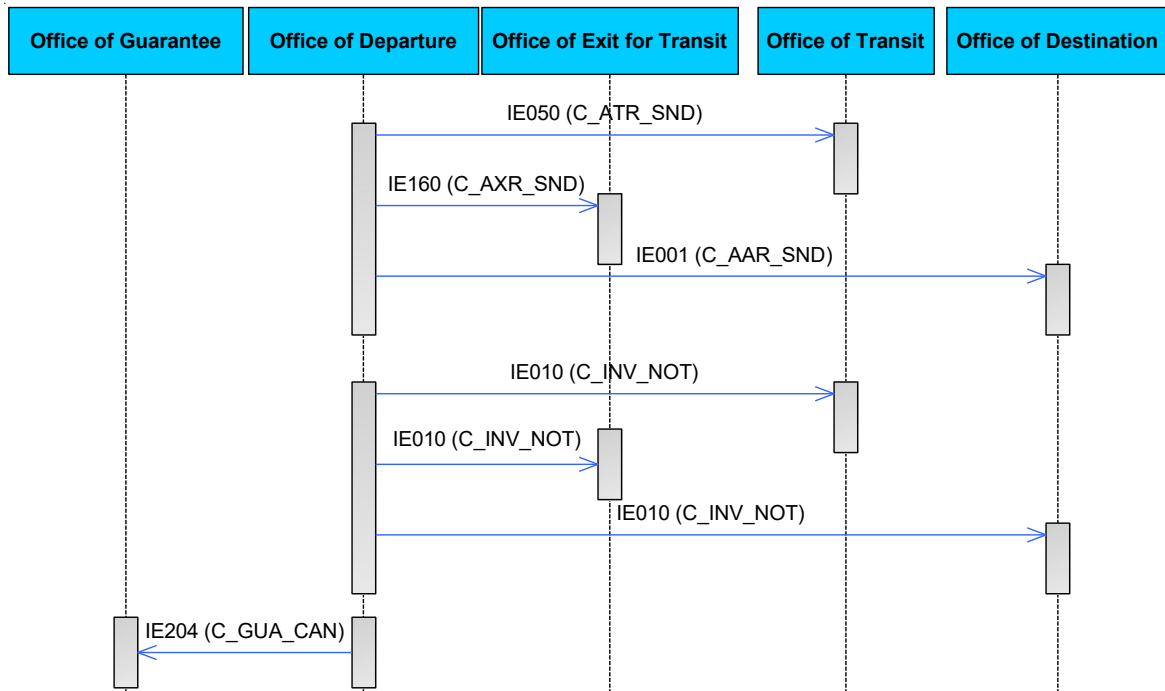 Office of Guarantee
Office of Departure
Office of Exit for Transit
Office of Transit
Office of Destination
IE050 (C_ATR_SND)
IE160 (C_AXR_SND)
IE001 (C_AAR_SND)
IE010 (C_INV_NOT)
IE010 (C_INV_NOT)
IE010 (C_INV_NOT)
IE204 (C_GUA_CAN)